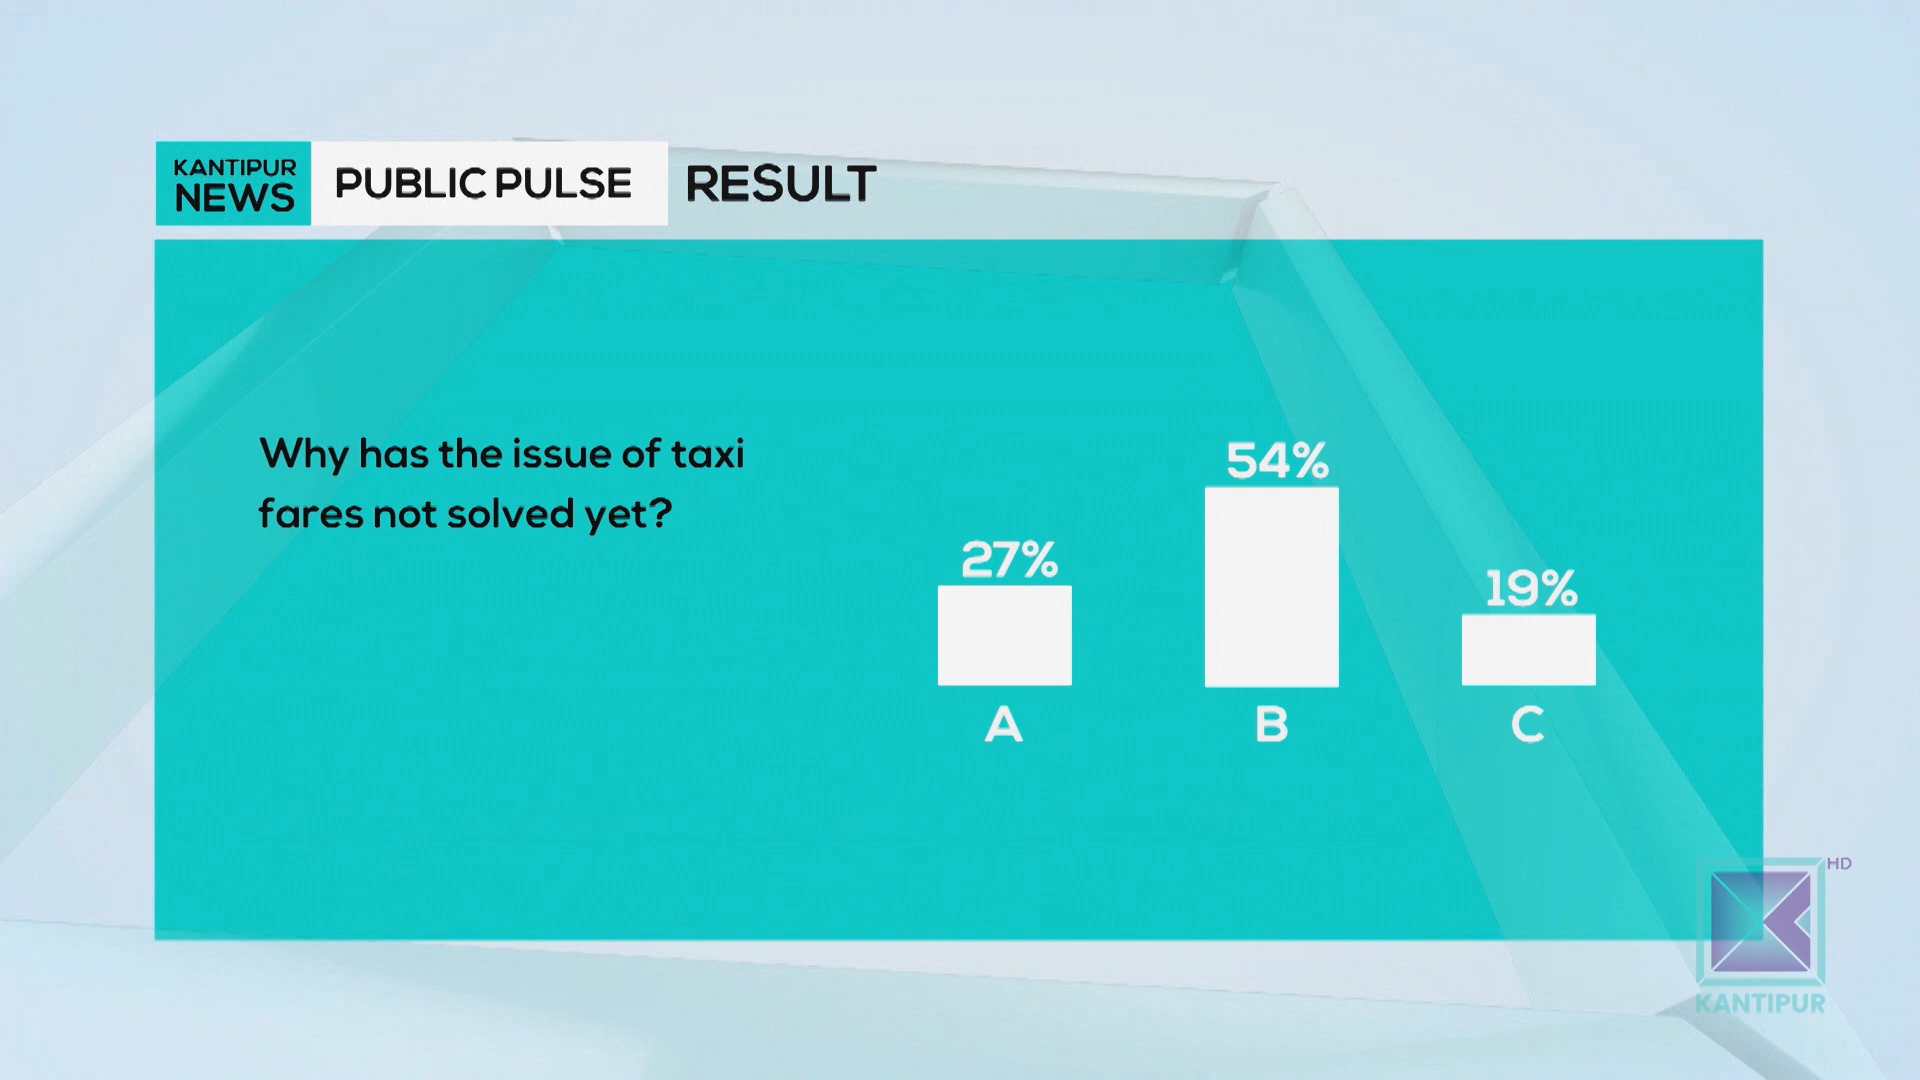 KANTIPUR
NEWS
PUBLIC PULSE
RESULT
Why has the issue of taxi
fares not solved yet?
27%
54%
19%
A
B
C
HD
KANTIPUR